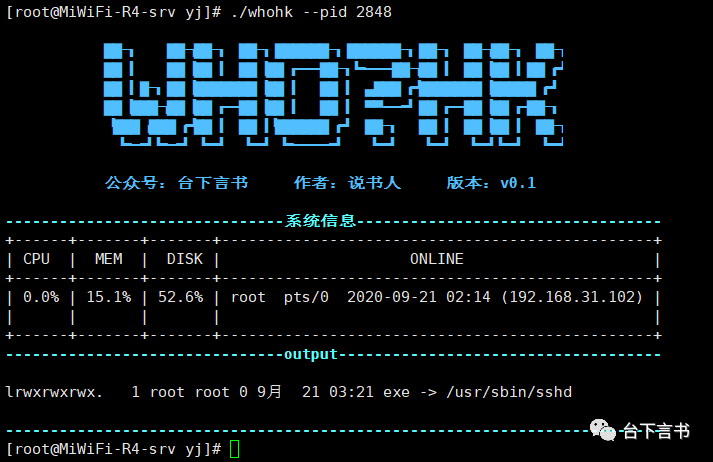 [root@MiWiFi-R4-srv yj]# ./whohk --pid 2848
WHO?HK
公众号：台下言书 作者：说书人 版本：v0.1
-------------------------------系统信息----------------------------------
+------+-------+--------+------------------------------------------------+
| CPU | MEM | DISK | ONLINE |
+------+-------+--------+------------------------------------------------+
| 0.0% | 15.1% | 52.6% | root pts/0 2020-09-21 02:14 (192.168.31.102) |
| | | | |
+------+-------+--------+------------------------------------------------+
-------------------------------output------------------------------------
lrwxrwxrwx. 1 root root 0 9月 21 03:21 exe -> /usr/sbin/sshd
-------------------------------------------------------------------------
台下言书
[root@MiWiFi-R4-srv yj]#